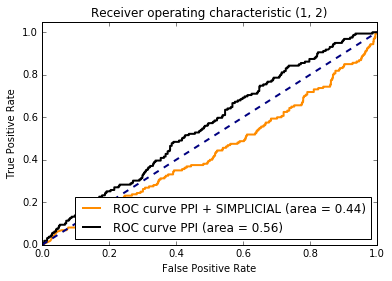 Receiver operating characteristic (1, 2)
True Positive Rate
1.0
0.8
0.6
0.4
0.2
0.0
ROC curve PPI + SIMPLICIAL (area = 0.44)
ROC curve PPI (area = 0.56)
0.0 0.2 0.4 0.6 0.8 1.0
False Positive Rate